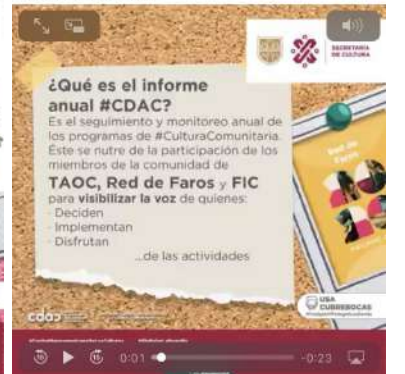 SECRETARÍA
DE CULTURA
¿Qué es el informe
anual #CDAC?
Es el seguimiento y monitoreo anual de
los programas de #CulturaComunitaria.
Éste se nutre de la participación de los
miembros de la comunidad de
TAOC, Red de Faros y FIC
para visibilizar la voz de quienes:
- Deciden
- Implementan
- Disfrutan
...de las actividades
Red de
Faros
USA
CUBREBOCAS
cdac
15
15
0:01
-0:23